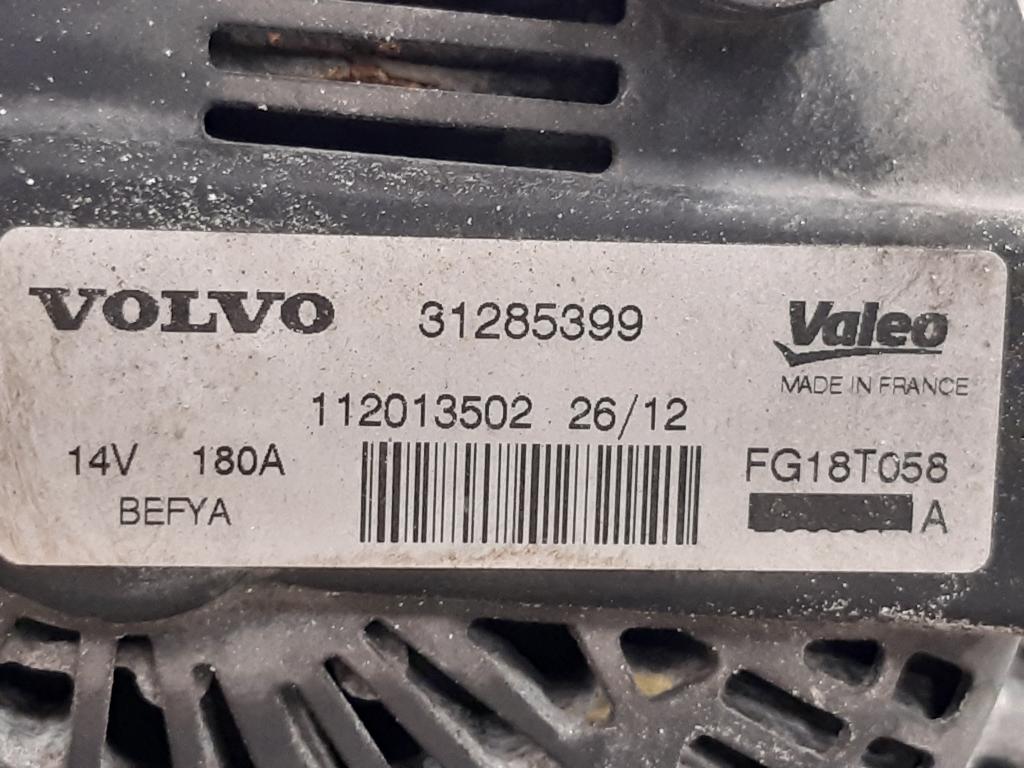 VOLVO 31285399 Valeo
MADE IN FRANCE
112013502 26/12
14V 180A FG18T058
BEFYA A